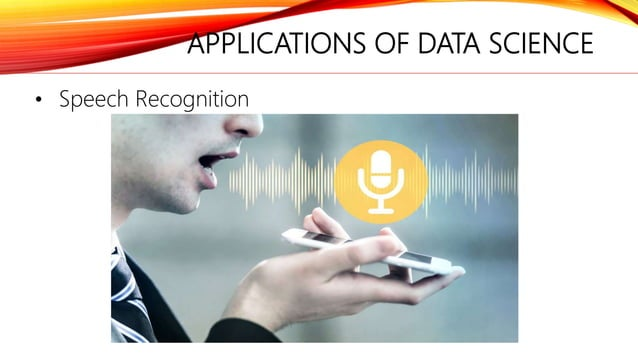 APPLICATIONS OF DATA SCIENCE
• Speech Recognition